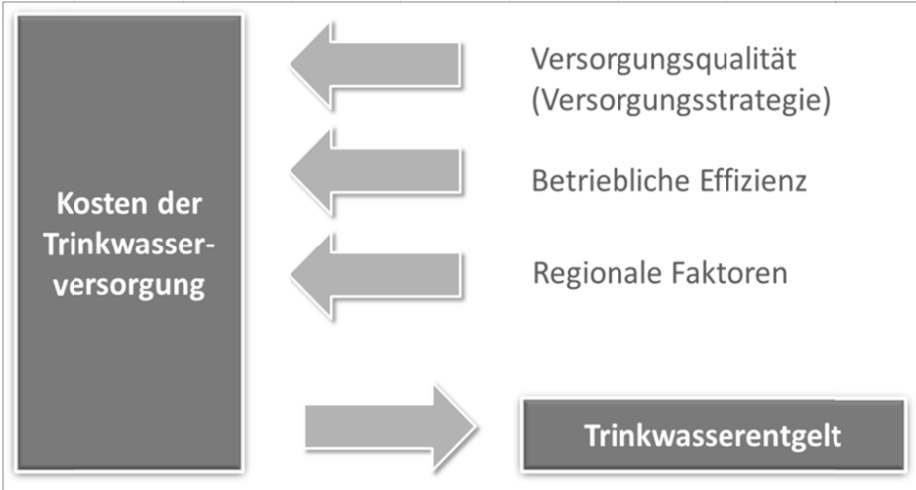 Kosten der
Trinkwasser-
versorgung
Versorgungsqualität
(Versorgungsstrategie)
Betriebliche Effizienz
Regionale Faktoren
Trinkwasserentgelt